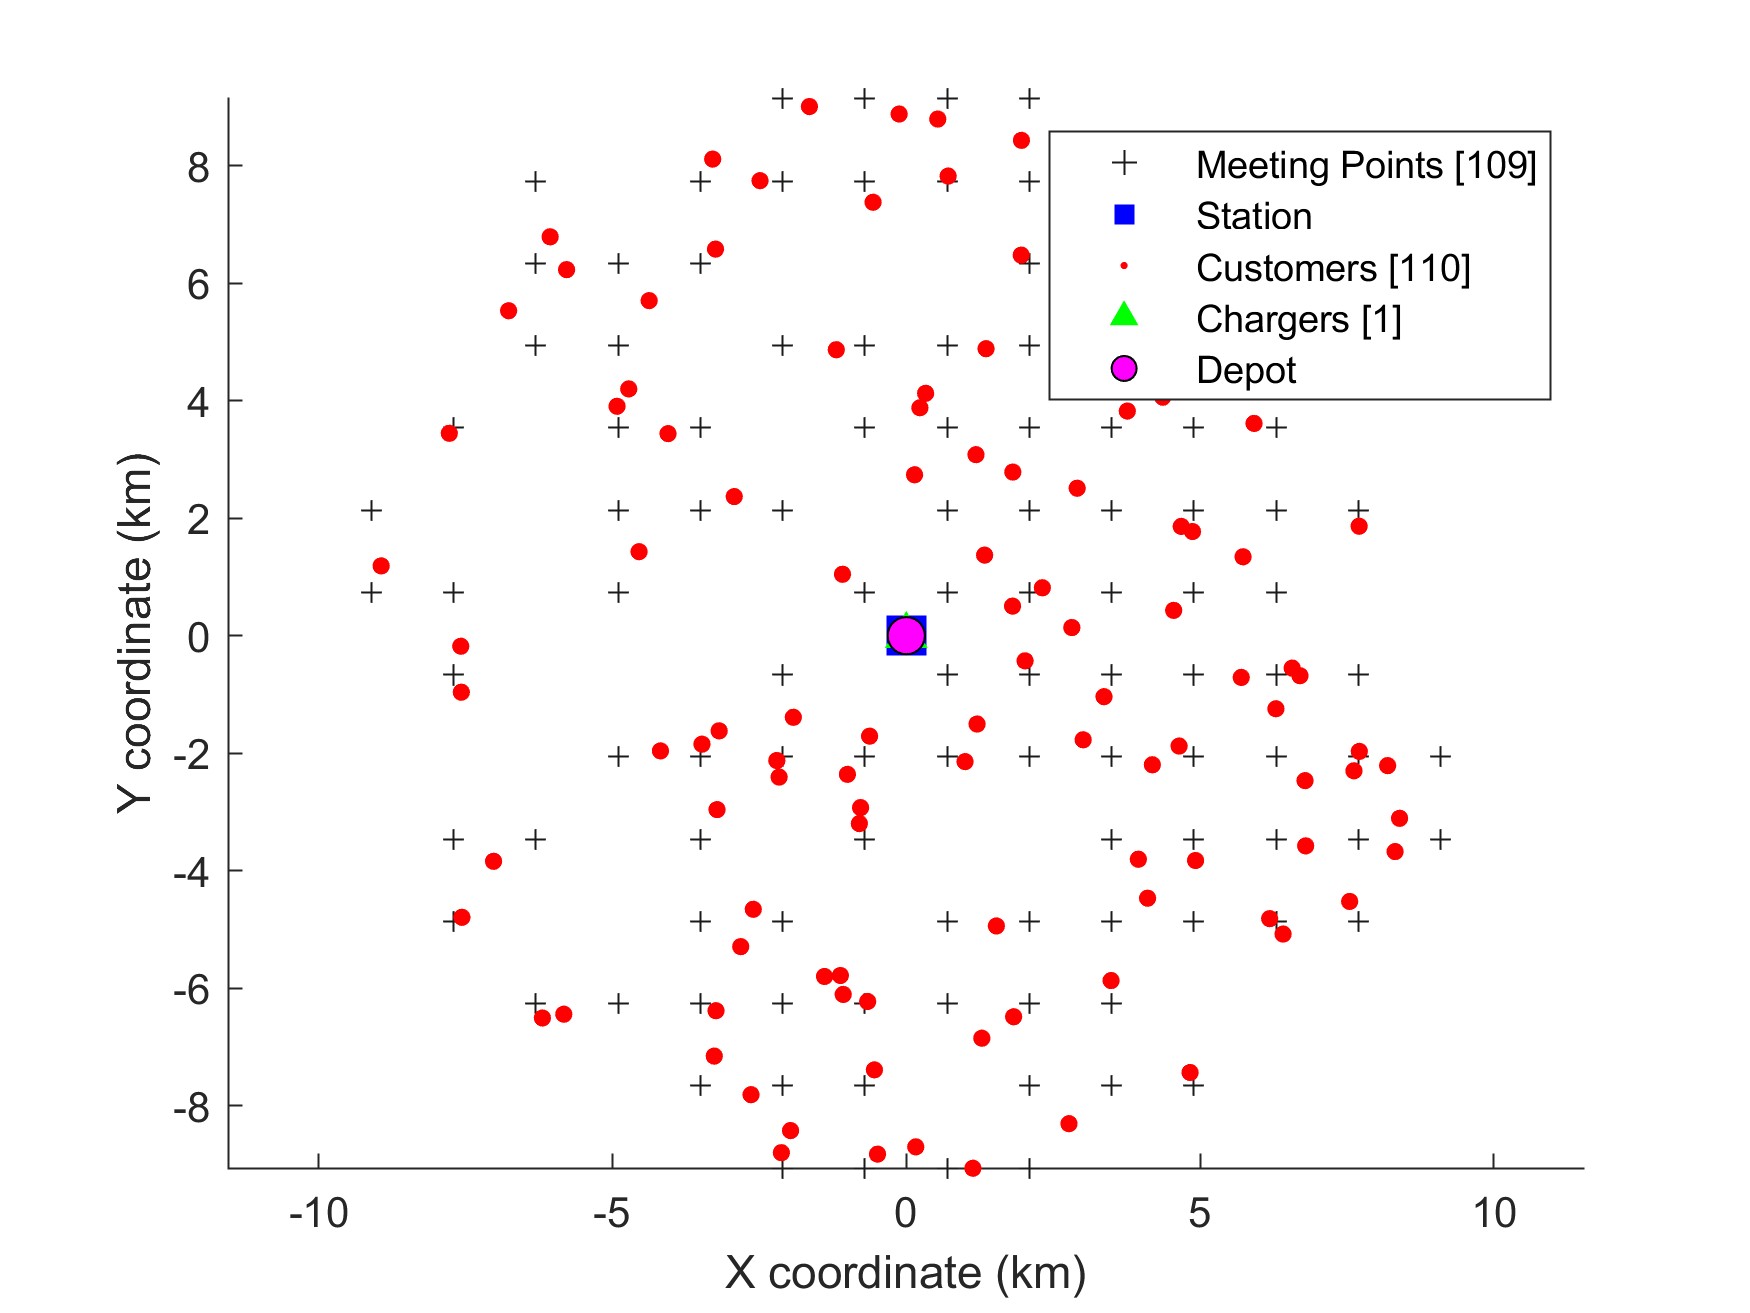 8
6
4
2
0
-2
-4
-6
-8
Y coordinate (km)
Meeting Points [109]
Station
Customers [110]
Chargers [1]
Depot
-10
-5
0
5
10
X coordinate (km)